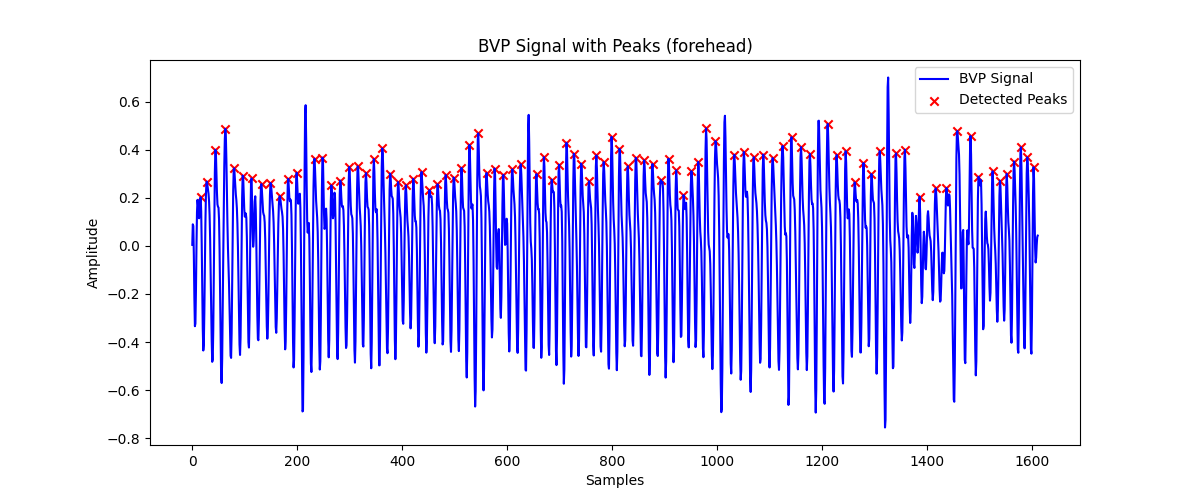 BVP Signal with Peaks (forehead)
BVP Signal
Detected Peaks
Amplitude
0.6
0.4
0.2
0.0
−0.2
−0.4
−0.6
−0.8
0 200 400 600 800 1000 1200 1400 1600
Samples